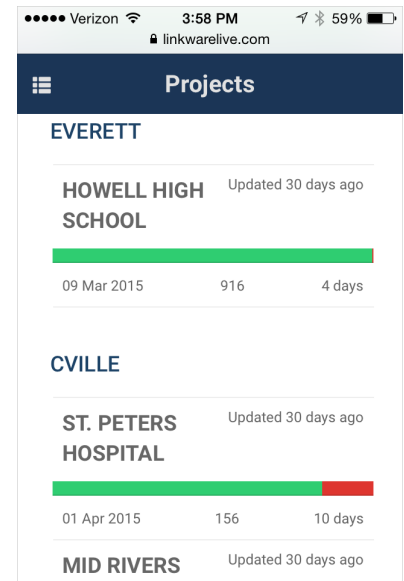 Verizon 3:58 PM 59%
linkwarelive.com
Projects
EVERETT
HOWELL HIGH SCHOOL Updated 30 days ago
09 Mar 2015 916 4 days
CVILLE
ST. PETERS HOSPITAL Updated 30 days ago
01 Apr 2015 156 10 days
MID RIVERS Updated 30 days ago